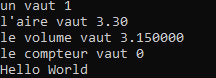 un vaut 1
l'aire vaut 3.30
le volume vaut 3.150000
le compteur vaut 0
Hello World